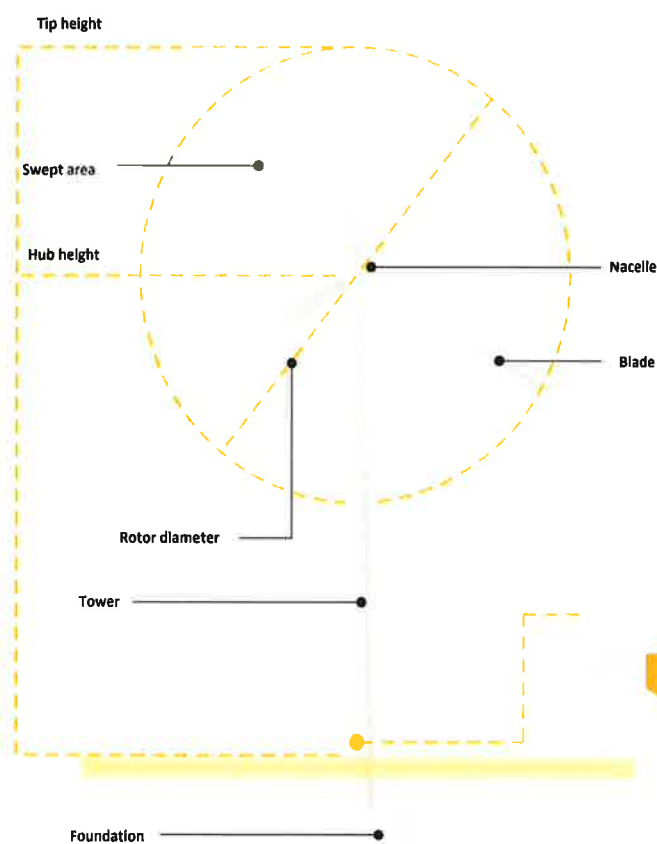 Tip height
Swept area
Hub height
Nacelle
Blade
Rotor diameter
Tower
Foundation